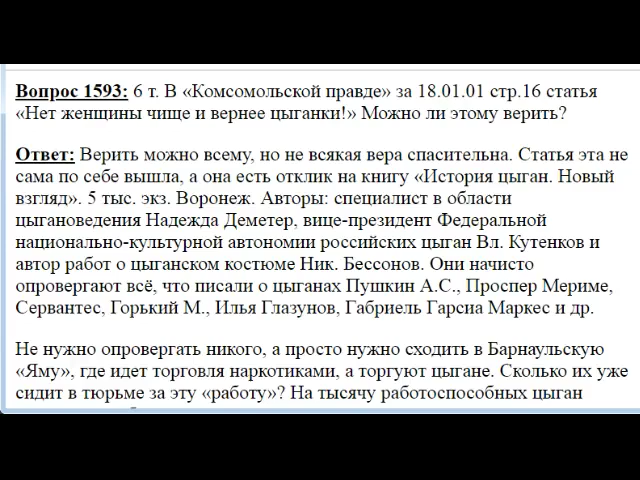 Вопрос 1593: 6 т. В «Комсомольской правде» за 18.01.01 стр.16 статья
«Нет женщины чище и вернее цыганки!» Можно ли этому верить?
Ответ: Верить можно всему, но не всякая вера спасительна. Статья эта не
сама по себе вышла, а она есть отклик на книгу «История цыган. Новый
взгляд». 5 тыс. экз. Воронеж. Авторы: специалист в области
цыгановедения Надежда Деметер, вице-президент Федеральной
национально-культурной автономии российских цыган Вл. Кутенков и
автор работ о цыганском костюме Ник. Бессонов. Они начисто
опровергают всё, что писали о цыганах Пушкин А.С., Проспер Мериме,
Сервантес, Горький М., Илья Глазунов, Габриель Гарсиа Маркес и др.
Не нужно опровергать никого, а просто нужно сходить в Барнаульскую
«Яму», где идет торговля наркотиками, а торгуют цыгане. Сколько их уже
сидит в тюрьме за эту «работу»? На тысячу работоспособных цыган